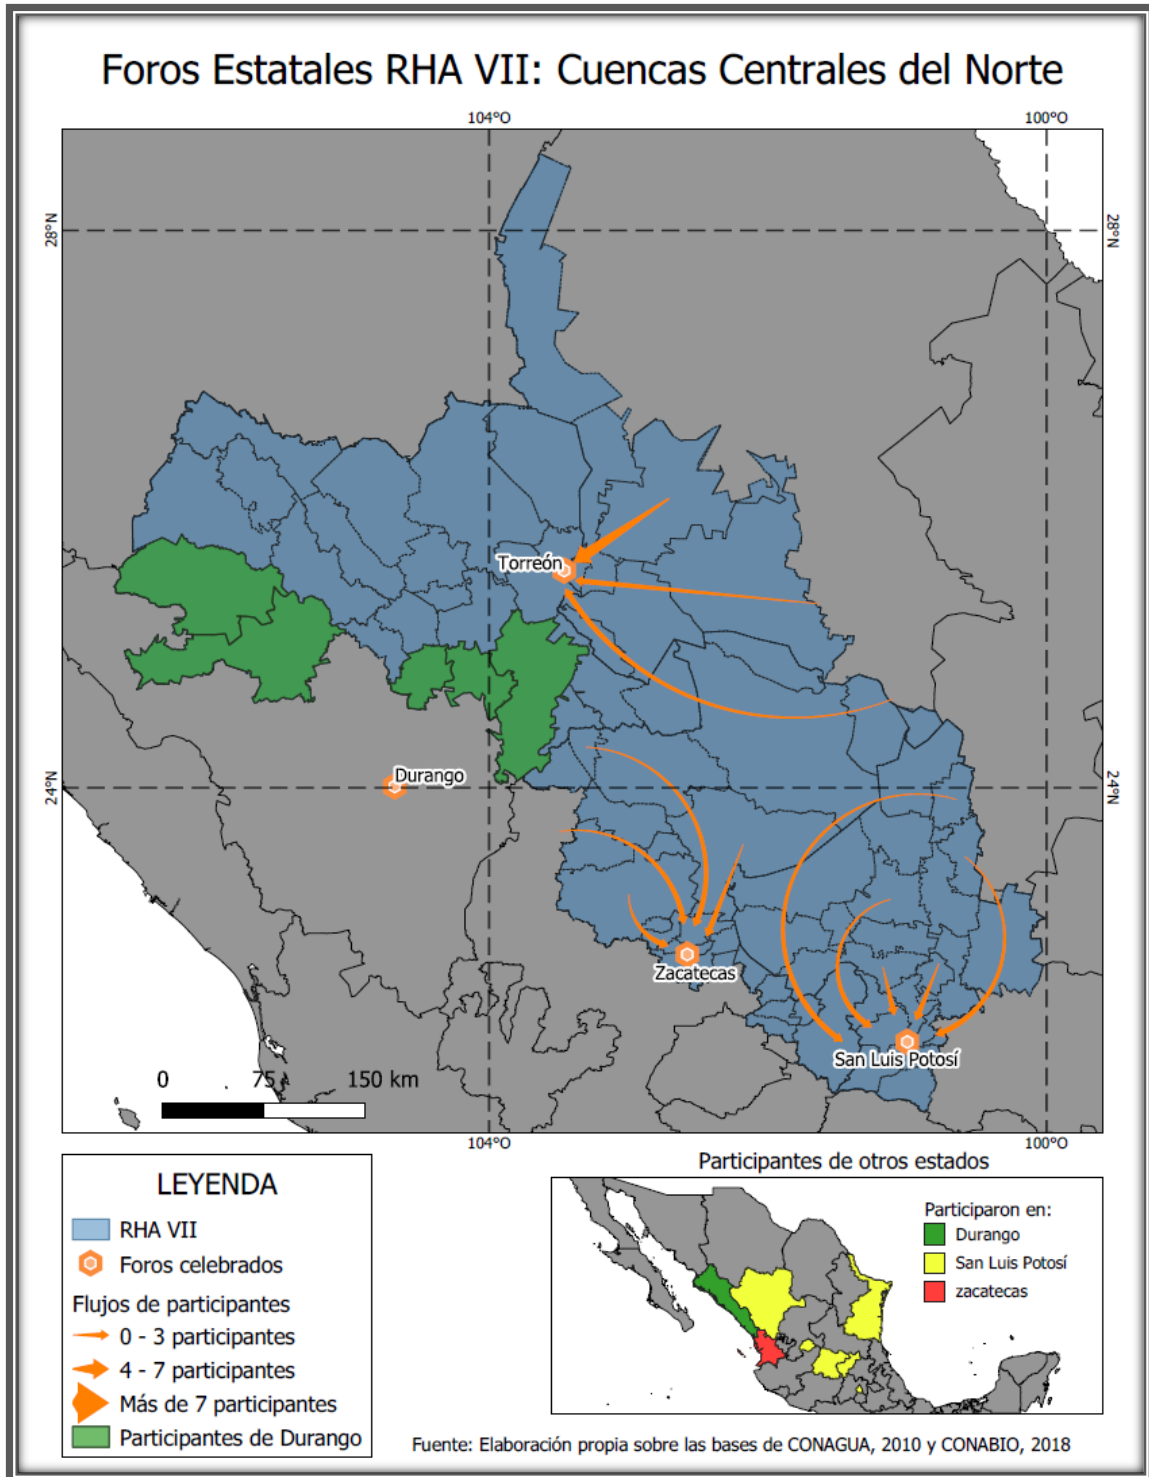 Foros Estatales RHA VII: Cuencas Centrales del Norte
104°O
100°O
28°N
28°N
Torreón
Durango
24°N
24°N
Zacatecas
San Luis Potosí
0
75
150 km
104°O
100°O
LEYENDA
RHA VII
Foros celebrados
Flujos de participantes
0 - 3 participantes
4 - 7 participantes
Más de 7 participantes
Participantes de Durango
Participantes de otros estados
Participaron en:
Durango
San Luis Potosí
zacatecas
Fuente: Elaboración propia sobre las bases de CONAGUA, 2010 y CONABIO, 2018